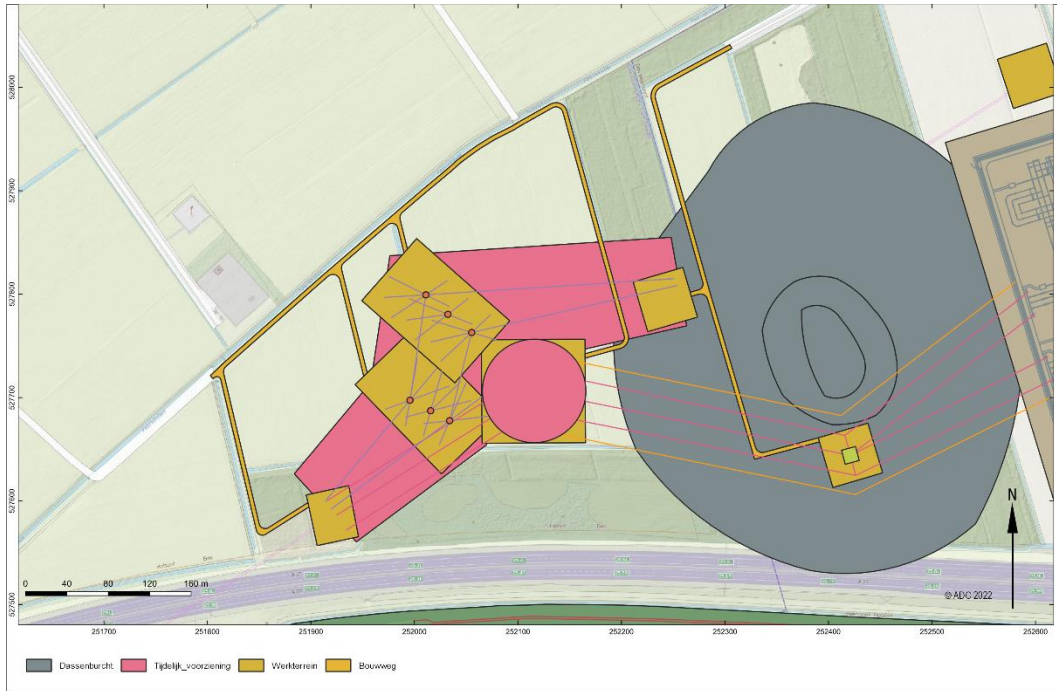 528000
527900
527800
527700
527600
527500
N
0 40 80 120 160 m
© ADC 2022
251700 251800 251900 252000 252100 252200 252300 252400 252500 252600
Dassenburcht Tijdelijk_voorziening Werkterrein Bouwweg